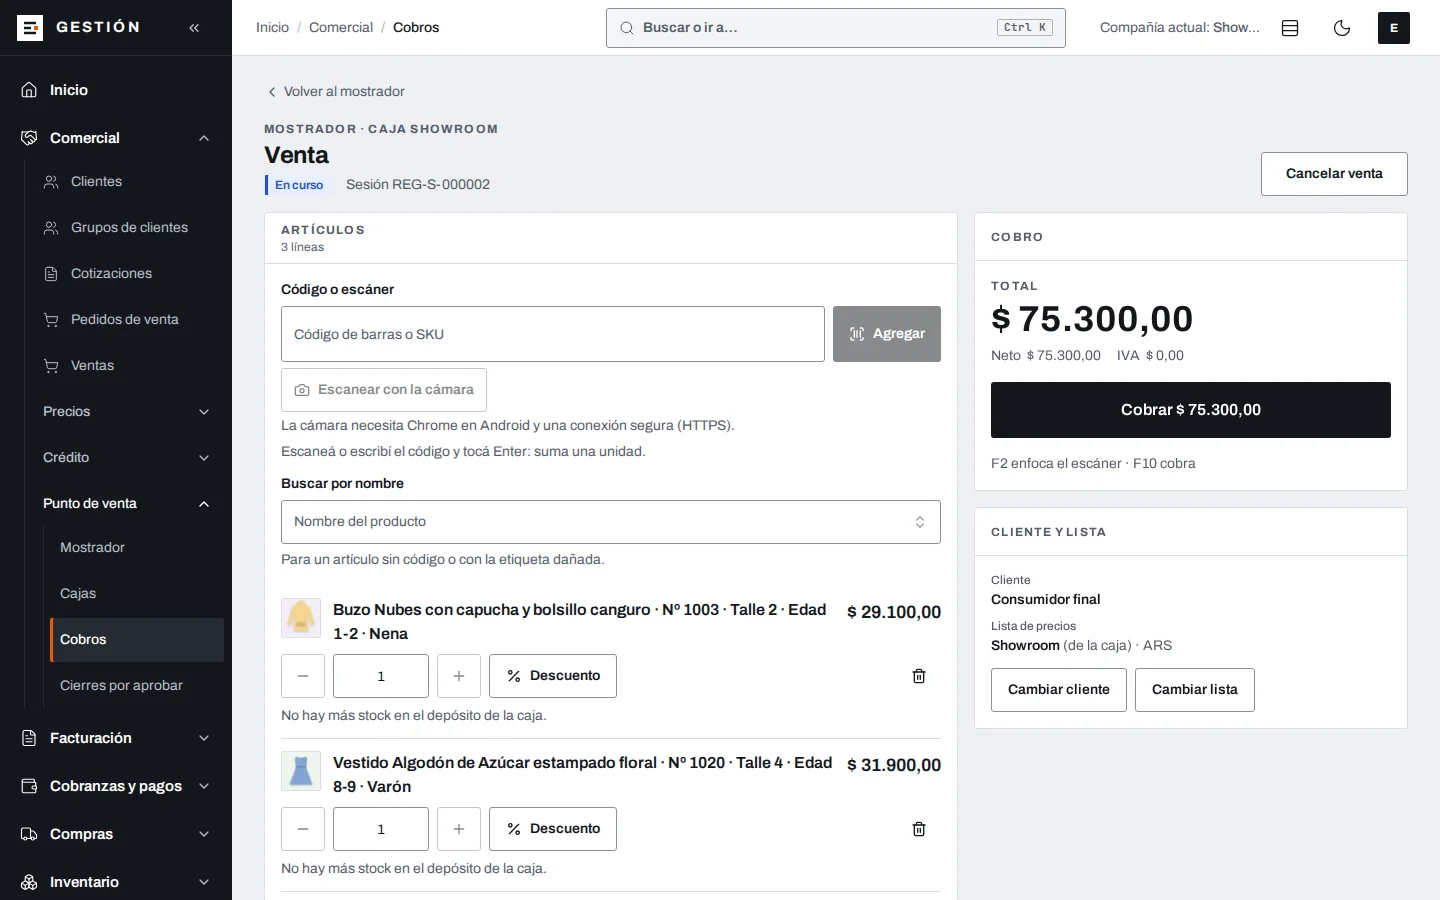 GESTIÓN
Inicio / Comercial / Cobros
Buscar o ir a...
Ctrl K
Compañía actual: Show...
E
Inicio
Comercial
Clientes
Grupos de clientes
Cotizaciones
Pedidos de venta
Ventas
Precios
Crédito
Punto de venta
Mostrador
Cajas
Cobros
Cierres por aprobar
Facturación
Cobranzas y pagos
Compras
Inventario
Volver al mostrador
MOSTRADOR · CAJA SHOWROOM
Venta
En curso
Sesión REG-S-000002
Cancelar venta
ARTÍCULOS
3 líneas
Código o escáner
Código de barras o SKU
Agregar
Escanear con la cámara
La cámara necesita Chrome en Android y una conexión segura (HTTPS).
Escaneá o escribí el código y tocá Enter: suma una unidad.
Buscar por nombre
Nombre del producto
Para un artículo sin código o con la etiqueta dañada.
Buzo Nubes con capucha y bolsillo canguro · Nº 1003 · Talle 2 · Edad
1-2 · Nena
$ 29.100,00
1
Descuento
No hay más stock en el depósito de la caja.
Vestido Algodón de Azúcar estampado floral · Nº 1020 · Talle 4 · Edad
8-9 · Varón
$ 31.900,00
1
Descuento
No hay más stock en el depósito de la caja.
COBRO
TOTAL
$ 75.300,00
Neto $ 75.300,00 IVA $ 0,00
Cobrar $ 75.300,00
F2 enfoca el escáner · F10 cobra
CLIENTE Y LISTA
Cliente
Consumidor final
Lista de precios
Showroom (de la caja) · ARS
Cambiar cliente
Cambiar lista